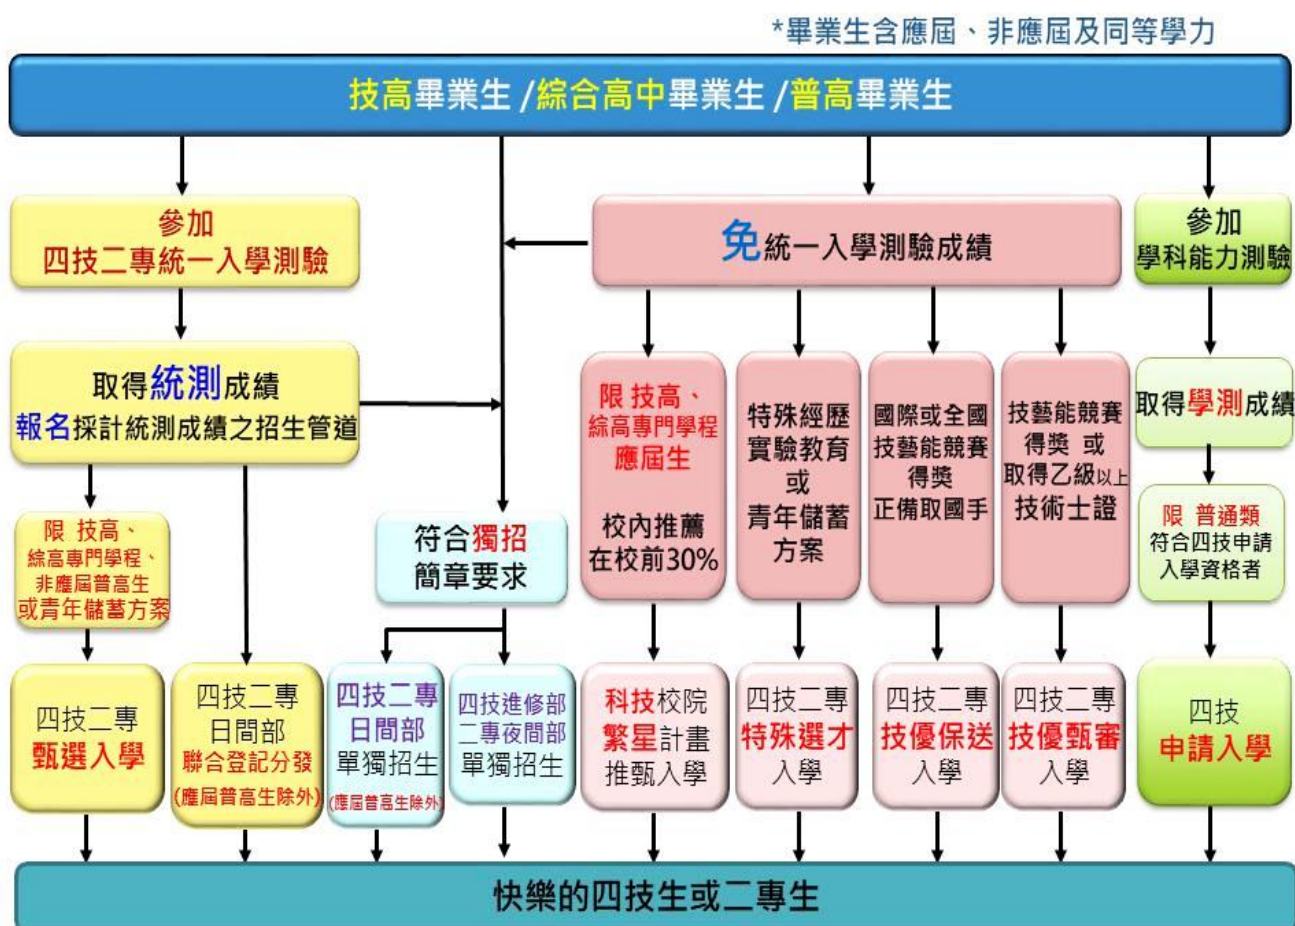 *畢業生含應屆、非應屆及同等學力
技高畢業生/綜合高中畢業生/普高畢業生
參加
四技二專統一入學測驗
免統一入學測驗成績
參加
學科能力測驗
取得統測成績
報名採計統測成績之招生管道
限 技高、
綜高專門學程
應屆生
校內推薦
在校前30%
特殊經歷
實驗教育
或
青年儲蓄
方案
國際或全國
技藝能競賽
得獎
正備取國手
技藝能競賽
得獎 或
取得乙級以上
技術士證
取得學測成績
限 技高、
綜高專門學程、
非應屆普高生
或青年儲蓄方案
符合獨招
簡章要求
限 普通類
符合四技申請
入學資格者
四技二專
甄選入學
四技二專
日間部
聯合登記分發
(應屆普高生除外)
四技二專
日間部
單獨招生
(應屆普高生除外)
四技進修部
二專夜間部
單獨招生
科技校院
繁星計畫
推甄入學
四技二專
特殊選才
入學
四技二專
技優保送
入學
四技二專
技優甄審
入學
四技
申請入學
快樂的四技生或二專生